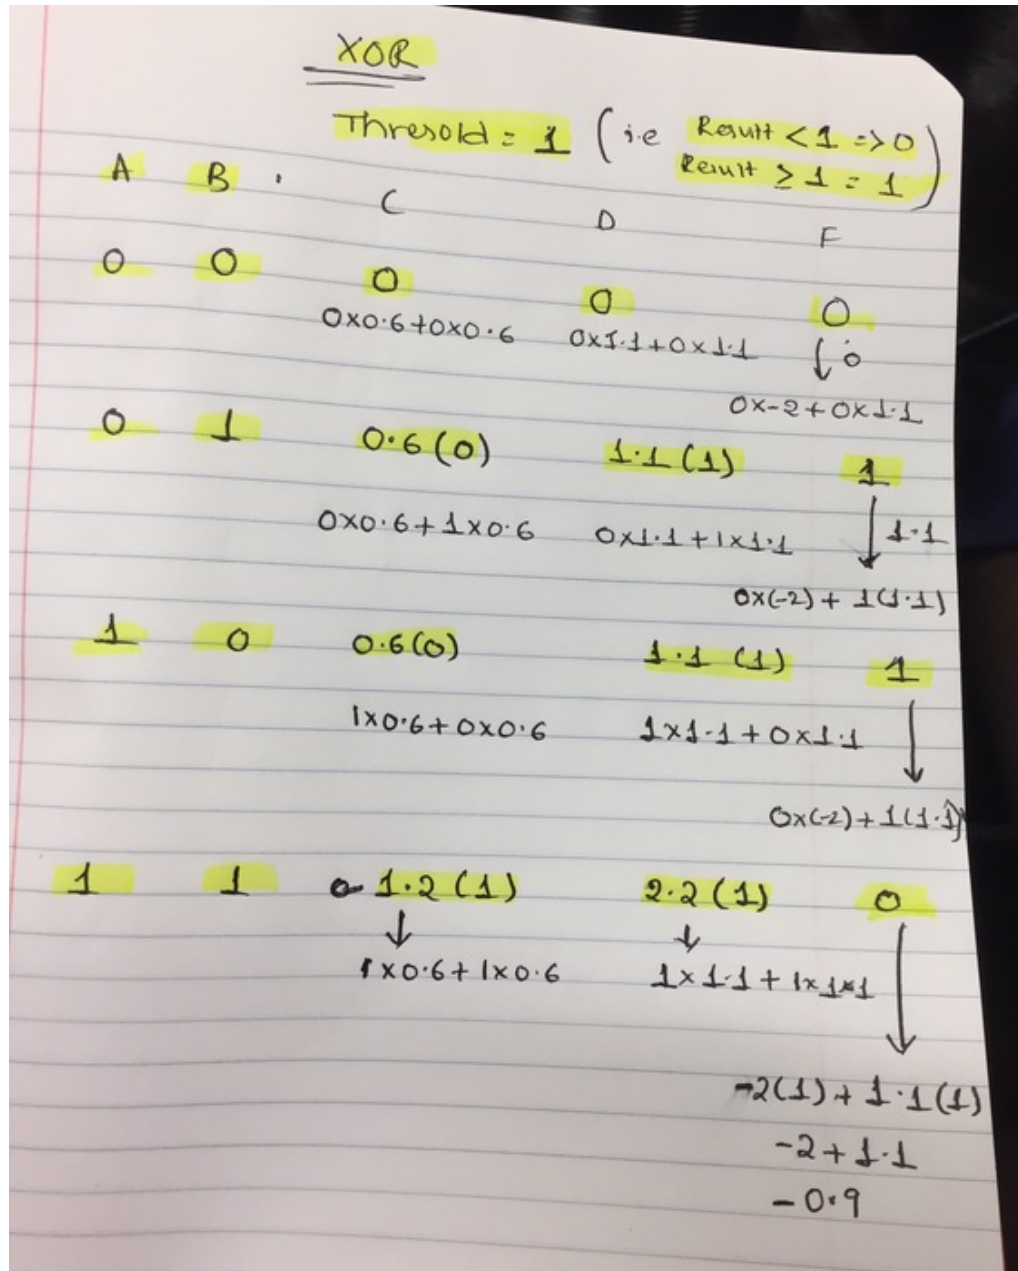 XOR
Thresold = 1 (i.e Result < 1 => 0
Result ≥ 1 = 1)
A B . C D F
0 0 0 0 0
0x0.6+0x0.6 0x1.1+0x1.1 ↓ 0
0x-2+0x1.1
0 1 0.6(0) 1.1(1) 1
0x0.6+1x0.6 0x1.1+1x1.1 ↓ 1.1
0x(-2)+1(1.1)
1 0 0.6(0) 1.1 (1) 1
1x0.6+0x0.6 1x1.1+0x1.1 ↓
0x(-2)+1(1.1)
1 1 1.2(1) 2.2(1) 0
↓ ↓ ↓
1x0.6+1x0.6 1x1.1+1x1.1
-2(1)+1.1(1)
-2+1.1
-0.9